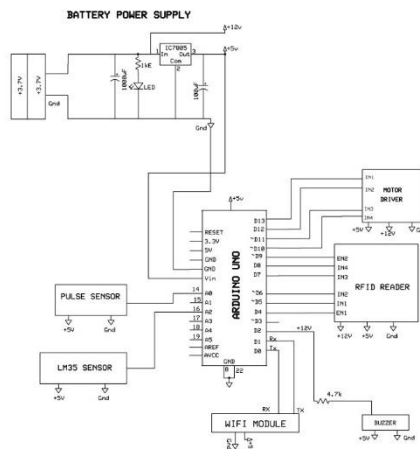 BATTERY POWER SUPPLY
+12v
+5v
IC7805
1 In Out 3
Com
2
1kE
LED
1000uF
+3.7V
+3.7V
Gnd
Gnd
+5v
ARDUINO UNO
RESET
3.3V
5V
GND
GND
Vin
14 A0
15 A1
16 A2
17 A3
18 A4
19 A5
AREF
AVCC
GND
8 22
D13
D12
~D11
~D10
~D9
D8
D7
~D6
~D5
D4
~D3
D2
D1
D0
Rx
Tx
+12V
IN1
IN2
IN3
IN4
MOTOR
DRIVER
+5V
+12V
EN2
IN4
IN3
IN2
IN1
EN1
RFID READER
+12V
+5V
Gnd
PULSE SENSOR
+5V
Gnd
LM35 SENSOR
+5V
Gnd
RX
TX
WIFI MODULE
4.7k
BUZZER
+5V
Gnd